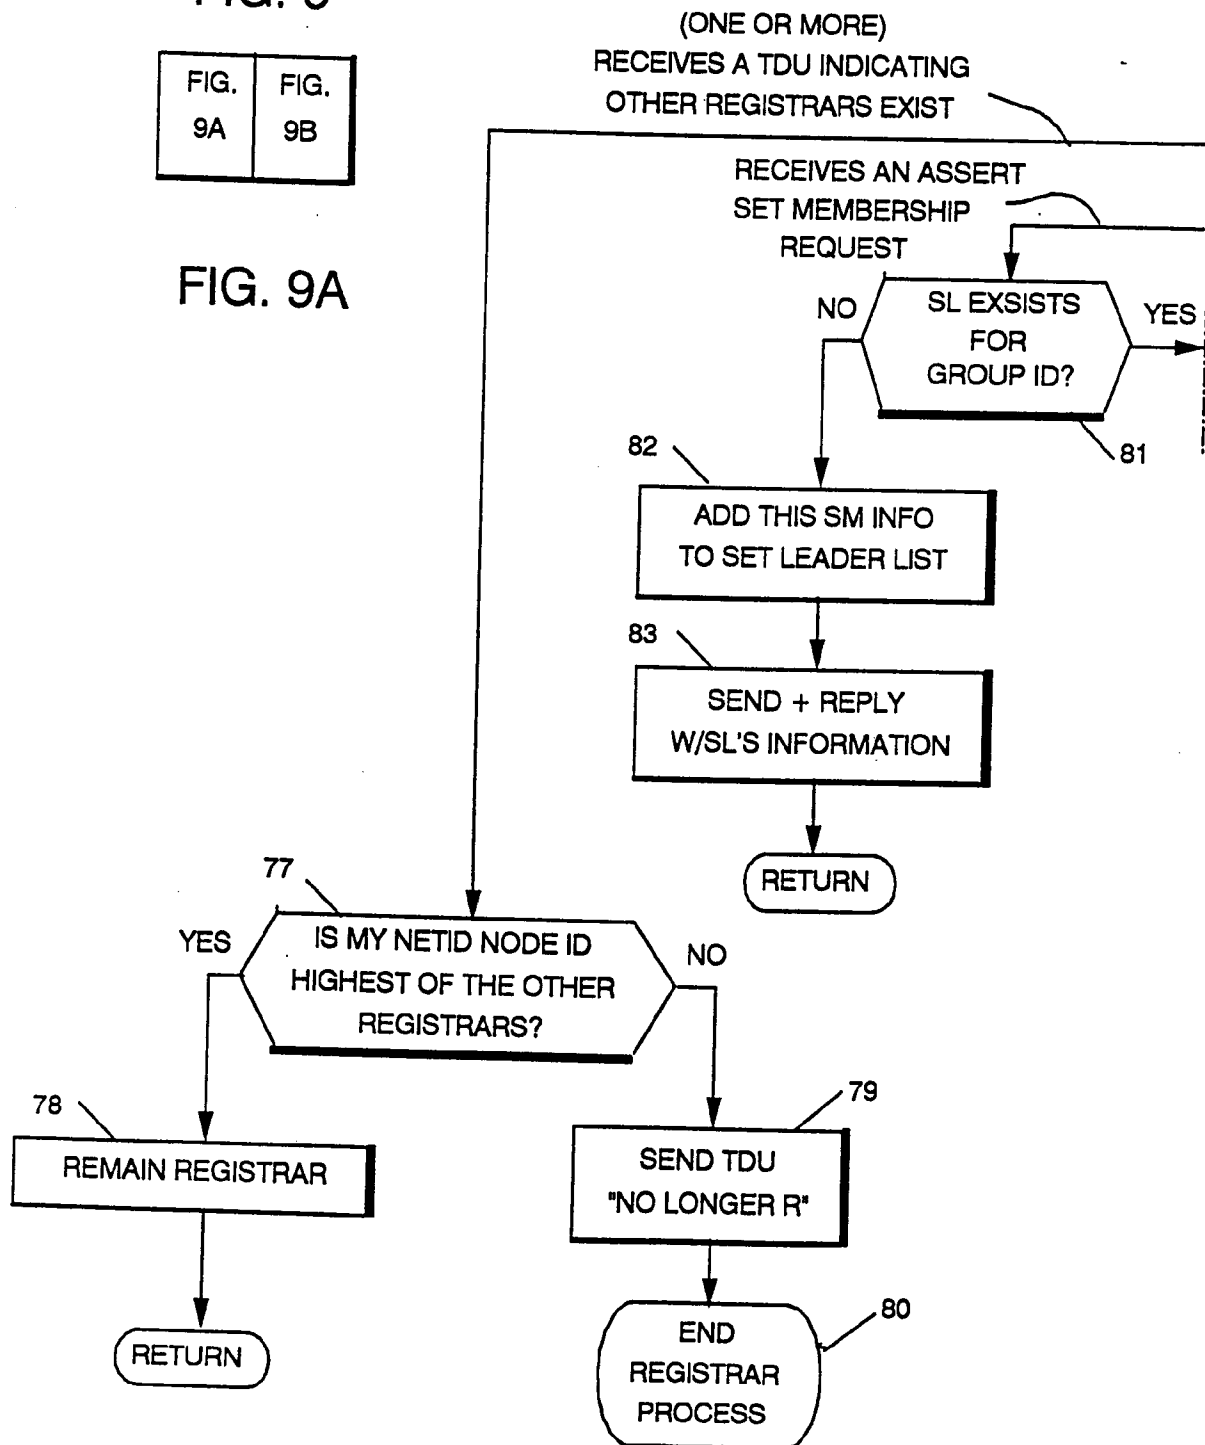 FIG. 9
FIG.
9A
FIG.
9B
FIG. 9A
(ONE OR MORE)
RECEIVES A TDU INDICATING
OTHER REGISTRARS EXIST
RECEIVES AN ASSERT
SET MEMBERSHIP
REQUEST
NO
SL EXSISTS
FOR
GROUP ID?
YES
81
82
ADD THIS SM INFO
TO SET LEADER LIST
83
SEND + REPLY
W/SL'S INFORMATION
RETURN
77
YES
IS MY NETID NODE ID
HIGHEST OF THE OTHER
REGISTRARS?
NO
78
REMAIN REGISTRAR
RETURN
79
SEND TDU
"NO LONGER R"
80
END
REGISTRAR
PROCESS